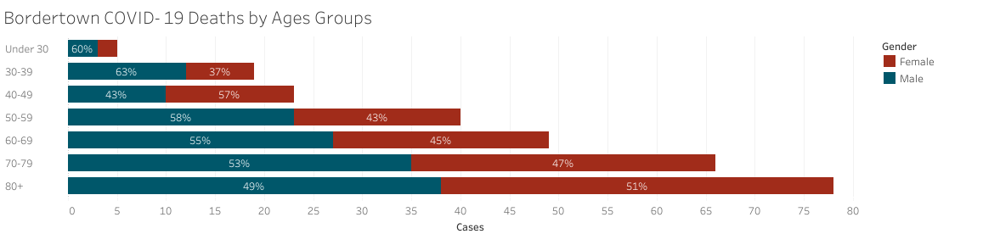 Bordertown COVID- 19 Deaths by Ages Groups
Gender
Female
Male
Under 30 60%
30-39 63% 37%
40-49 43% 57%
50-59 58% 43%
60-69 55% 45%
70-79 53% 47%
80+ 49% 51%
0 5 10 15 20 25 30 35 40 45 50 55 60 65 70 75 80
Cases